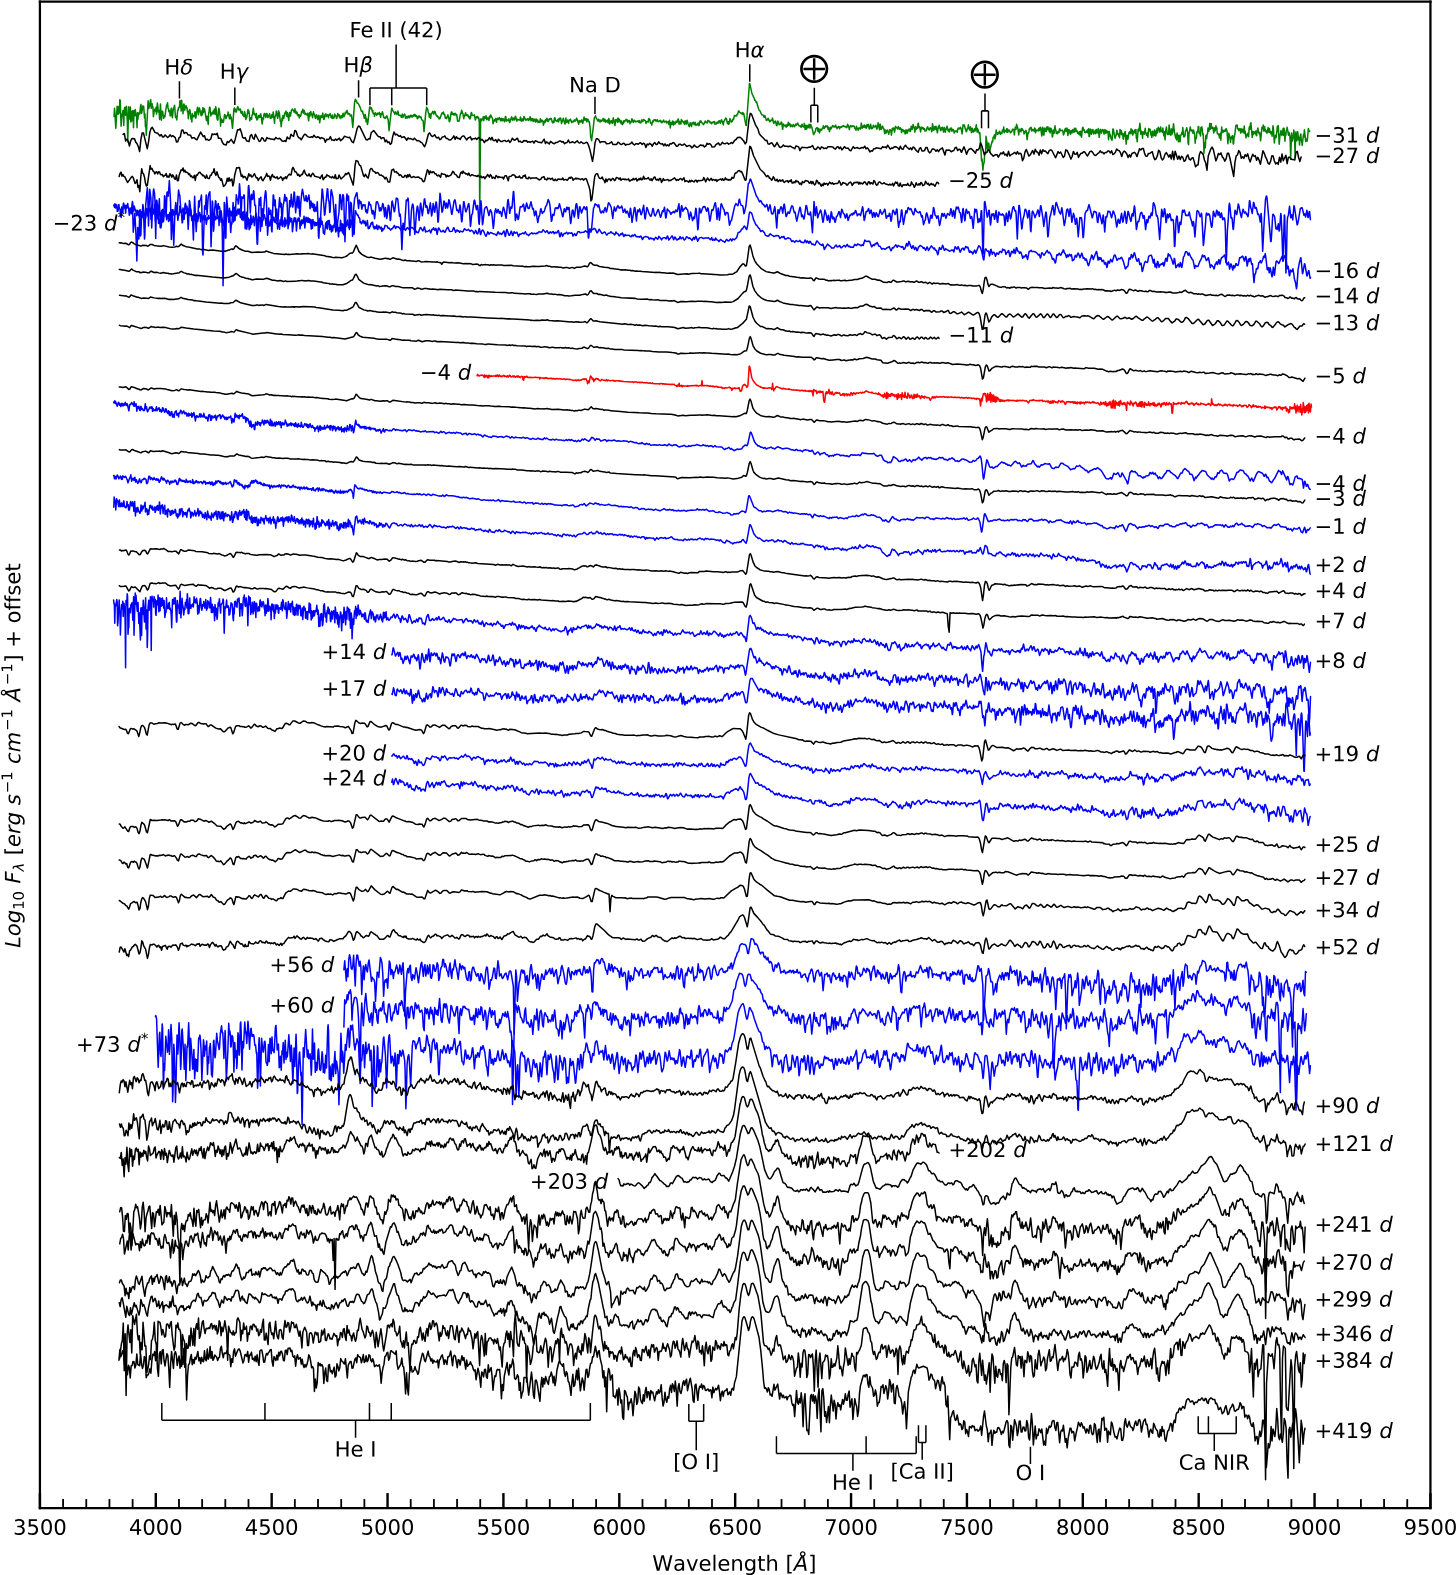 Fe II (42)
Hδ
Hγ
Hβ
Na D
Hα
−31 d
−27 d
−25 d
−23 d*
−16 d
−14 d
−13 d
−11 d
−5 d
−4 d
−4 d
−4 d
−3 d
−1 d
+2 d
+4 d
+7 d
+8 d
+14 d
+17 d
+19 d
+20 d
+24 d
+25 d
+27 d
+34 d
+52 d
+56 d
+60 d
+73 d*
+90 d
+121 d
+202 d
+203 d
+241 d
+270 d
+299 d
+346 d
+384 d
+419 d
He I
[O I]
He I
[Ca II]
O I
Ca NIR
3500 4000 4500 5000 5500 6000 6500 7000 7500 8000 8500 9000 9500
Wavelength [Å]
Log₁₀ F_λ [erg s⁻¹ cm⁻¹ Å⁻¹] + offset